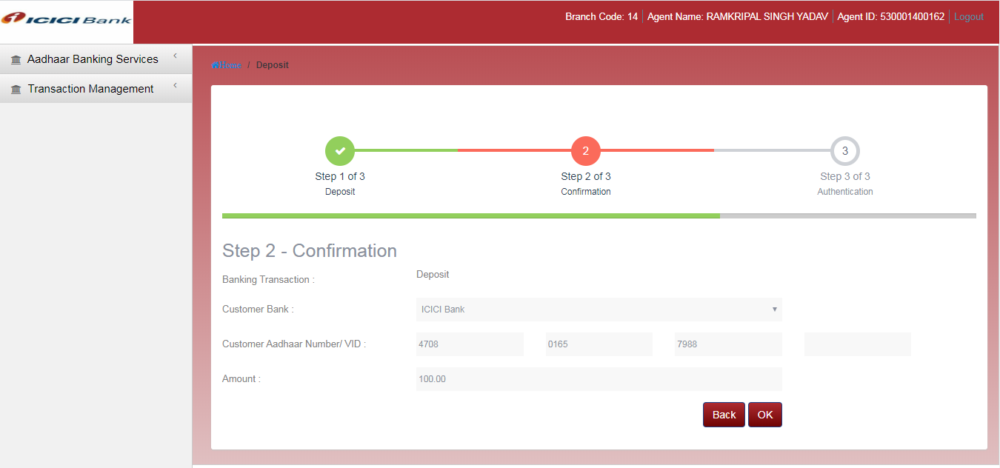 ICICI Bank
Branch Code: 14 Agent Name: RAMKRIPAL SINGH YADAV Agent ID: 530001400162 Logout
Aadhaar Banking Services
Transaction Management
Home / Deposit
2
3
Step 1 of 3
Step 2 of 3
Step 3 of 3
Deposit
Confirmation
Authentication
Step 2 - Confirmation
Banking Transaction : Deposit
Customer Bank : ICICI Bank
Customer Aadhaar Number/ VID : 4708 0165 7988
Amount : 100.00
Back OK